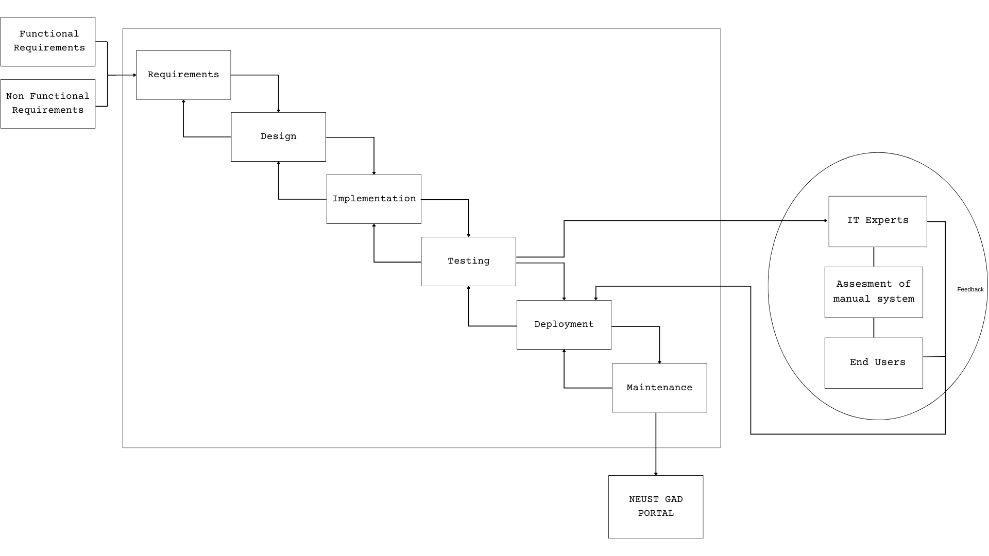 Functional
Requirements
Non Functional
Requirements
Requirements
Design
Implementation
Testing
Deployment
Maintenance
IT Experts
Assesment of
manual system
End Users
Feedback
NEUST GAD
PORTAL